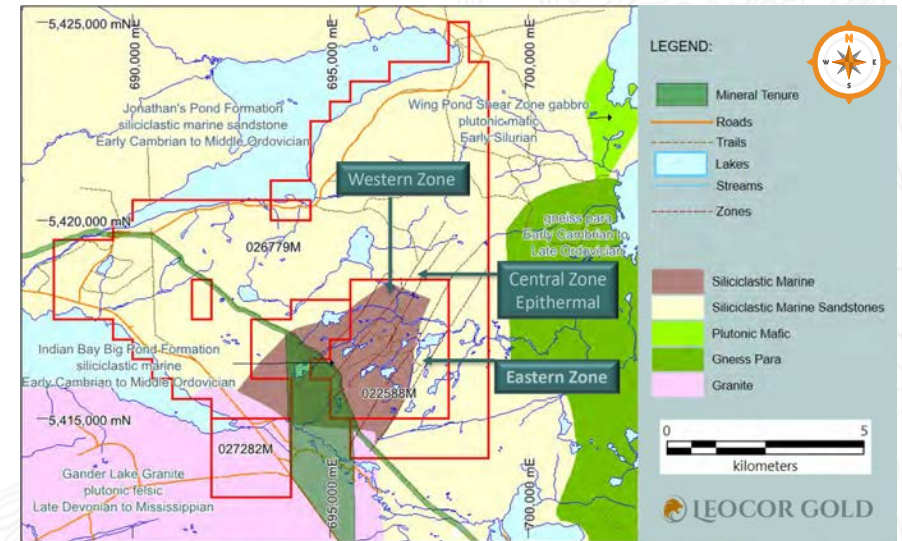 5,425,000 mN
690,000 mE
695,000 mE
700,000 mE
Jonathan's Pond Formation
siliciclastic marine sandstone
Early Cambrian to Middle Ordovician
Wing Pond Shear Zone gabbro
plutonic mafic
Early Silurian
Western Zone
5,420,000 mN
026779M
gneiss para
Early Cambrian to
Late Ordovician
Central Zone
Epithermal
Indian Bay Big Pond Formation
siliciclastic marine
Early Cambrian to Middle Ordovician
Eastern Zone
022588M
5,415,000 mN
027282M
Gander Lake Granite
plutonic felsic
Late Devonian to Mississippian
695,000 mE
700,000 mE
LEGEND:
N
W
E
S
Mineral Tenure
Roads
Trails
Lakes
Streams
Zones
Siliciclastic Marine
Siliciclastic Marine Sandstones
Plutonic Mafic
Gneiss Para
Granite
0 5
kilometers
LEOCOR GOLD